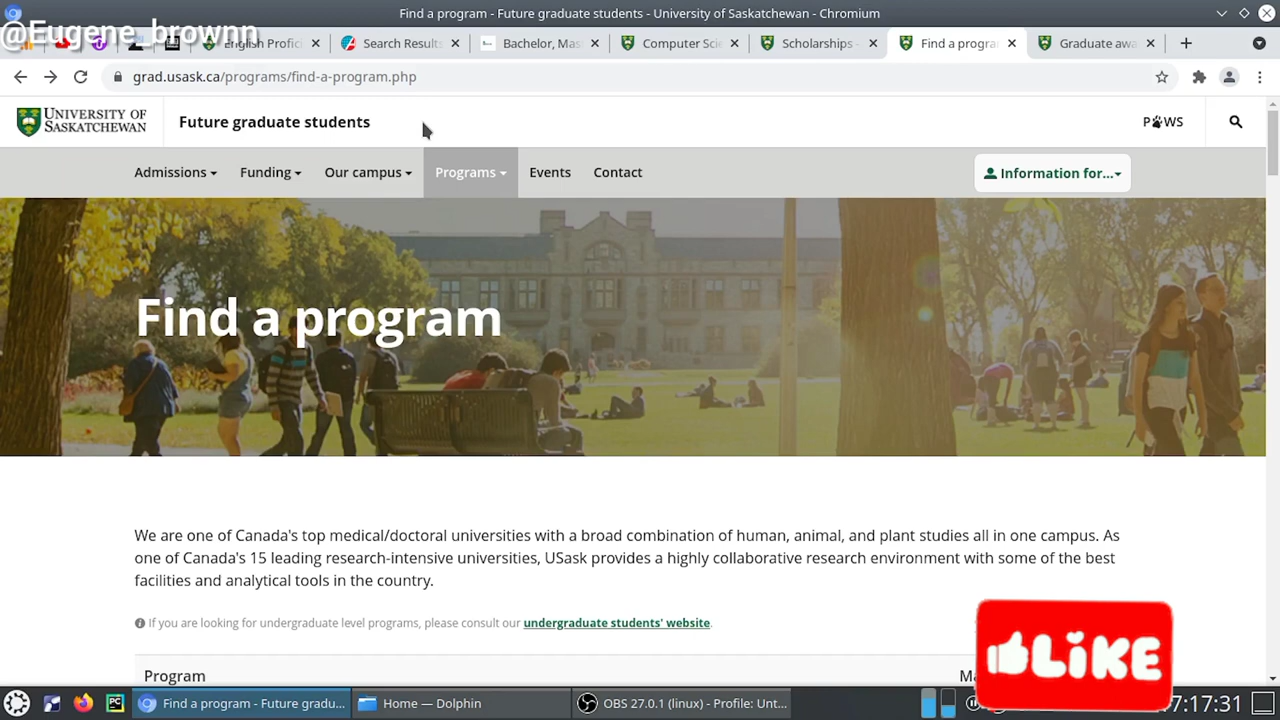 Find a program - Future graduate students - University of Saskatchewan - Chromium
@Eugene_brownn
English Profic
Search Result
Bachelor, Mas
Computer Scie
Scholarships
Find a progra
Graduate awa
grad.usask.ca/programs/find-a-program.php
UNIVERSITY OF
SASKATCHEWAN
Future graduate students
PAWS
Admissions
Funding
Our campus
Programs
Events
Contact
Information for...
Find a program
We are one of Canada's top medical/doctoral universities with a broad combination of human, animal, and plant studies all in one campus. As
one of Canada's 15 leading research-intensive universities, USask provides a highly collaborative research environment with some of the best
facilities and analytical tools in the country.
If you are looking for undergraduate level programs, please consult our undergraduate students' website.
Program
Ma
LIKE
Find a program - Future gradu...
Home — Dolphin
OBS 27.0.1 (linux) - Profile: Unt...
17:17:31